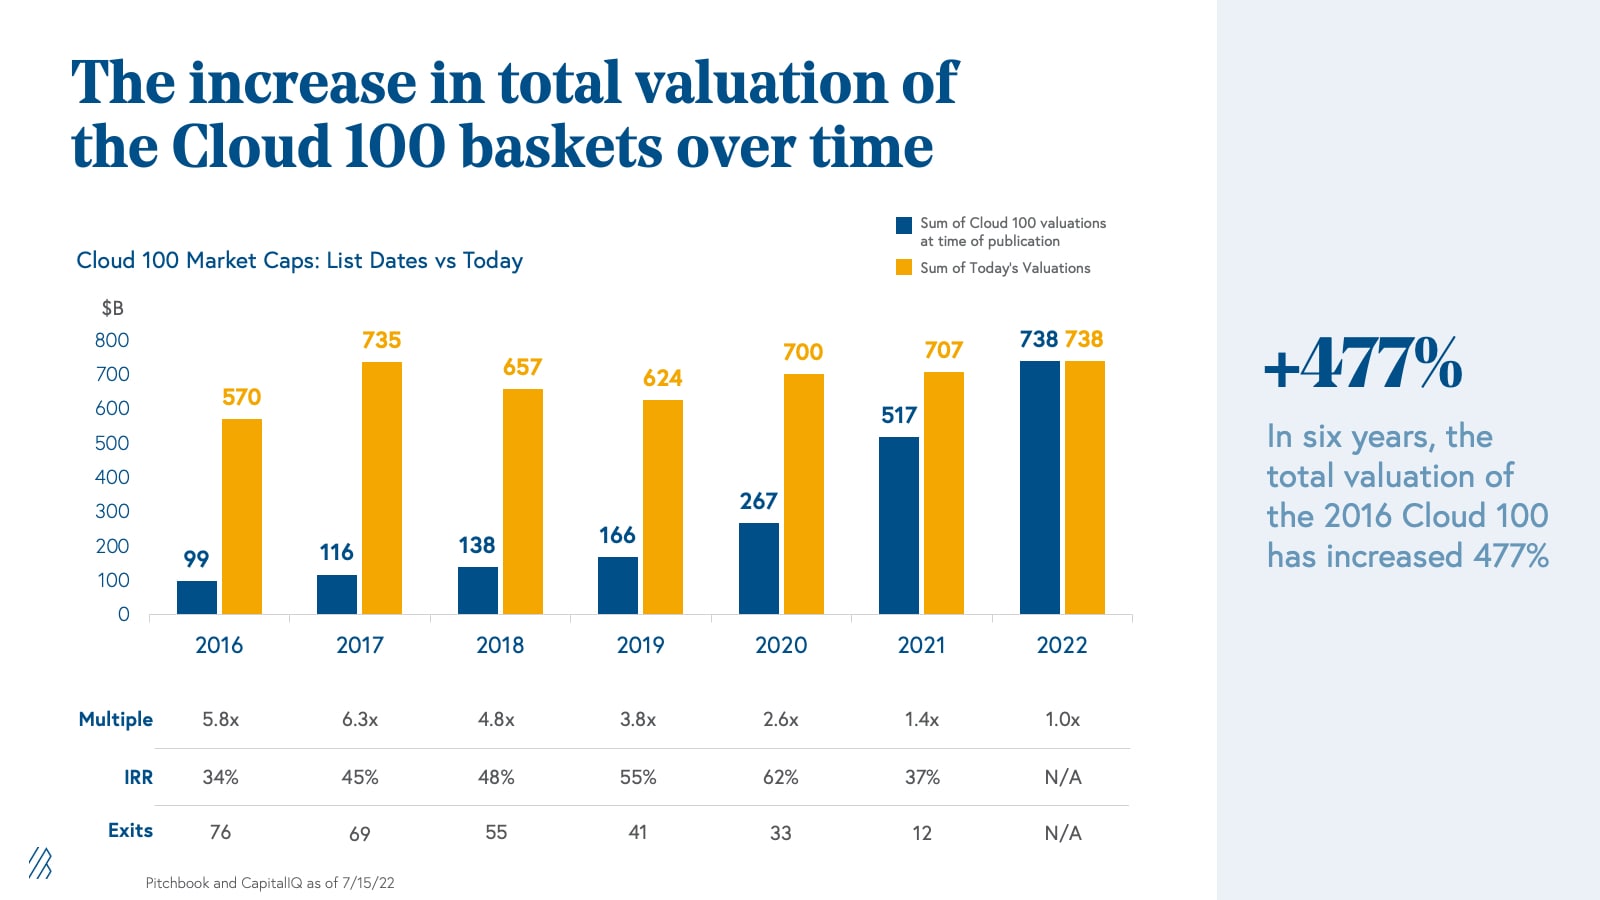 The increase in total valuation of
the Cloud 100 baskets over time
Sum of Cloud 100 valuations
at time of publication
Sum of Today's Valuations
Cloud 100 Market Caps: List Dates vs Today
$B
800
700
600
500
400
300
200
100
0
99 570
116 735
138 657
166 624
267 700
517 707
738 738
2016 2017 2018 2019 2020 2021 2022
Multiple 5.8x 6.3x 4.8x 3.8x 2.6x 1.4x 1.0x
IRR 34% 45% 48% 55% 62% 37% N/A
Exits 76 69 55 41 33 12 N/A
Pitchbook and CapitalIQ as of 7/15/22
+477%
In six years, the
total valuation of
the 2016 Cloud 100
has increased 477%